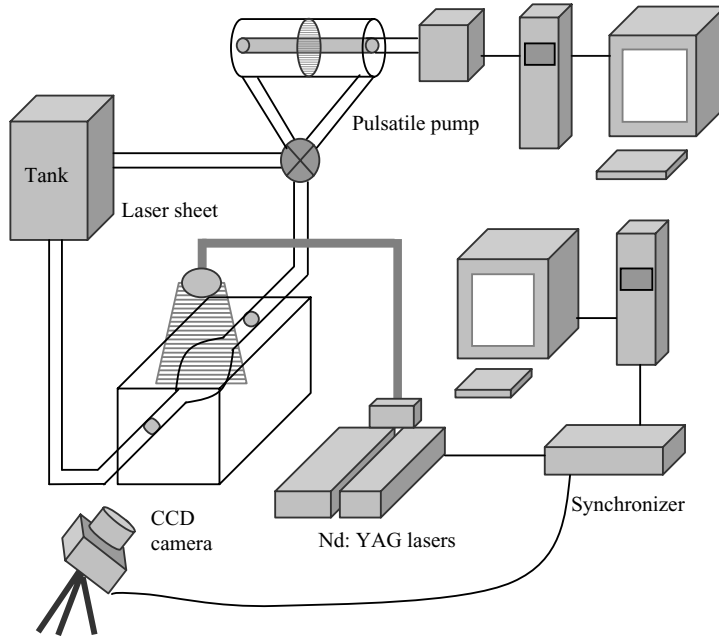 Pulsatile pump
Tank
Laser sheet
Synchronizer
CCD
camera
Nd: YAG lasers